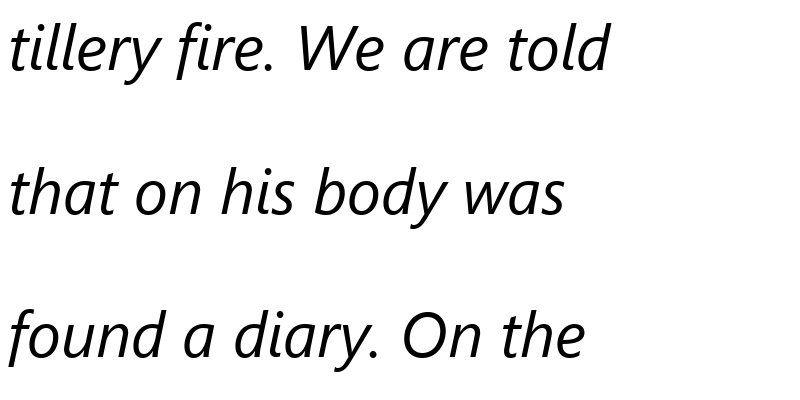 tillery fire. We are told
that on his body was
found a diary. On the